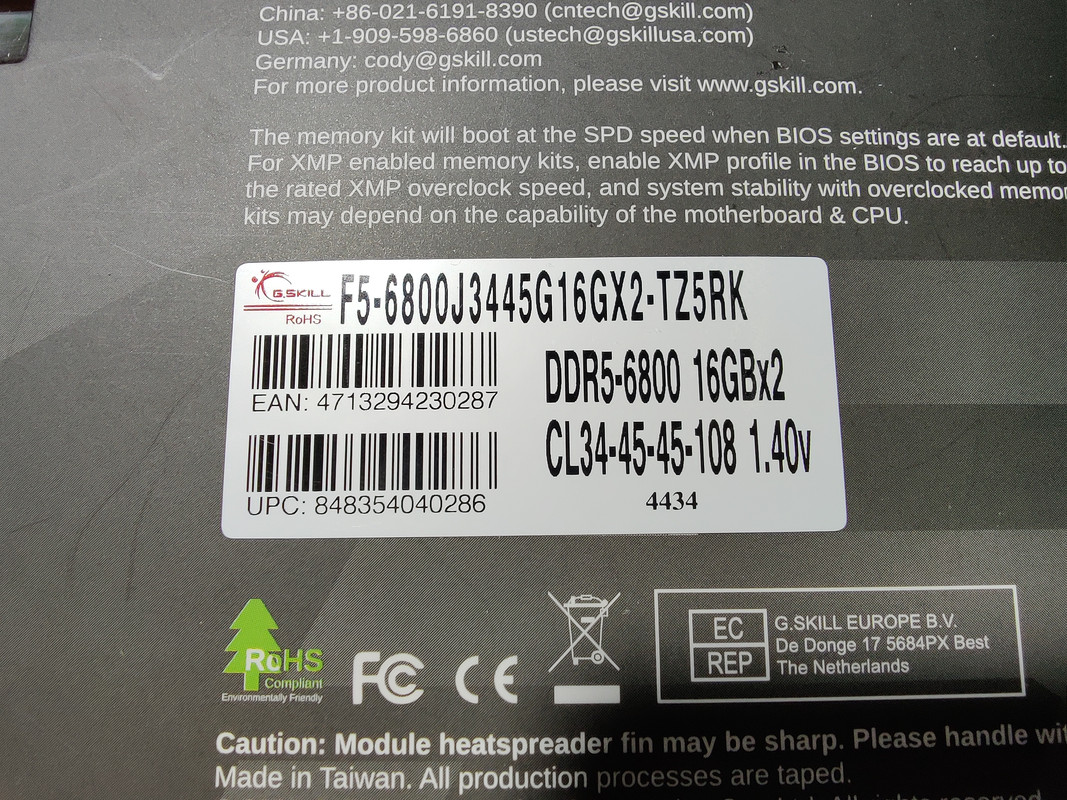 China: +86-021-6191-8390 (cntech@gskill.com)
USA: +1-909-598-6860 (ustech@gskillusa.com)
Germany: cody@gskill.com
For more product information, please visit www.gskill.com.
The memory kit will boot at the SPD speed when BIOS settings are at default.
For XMP enabled memory kits, enable XMP profile in the BIOS to reach up to
the rated XMP overclock speed, and system stability with overclocked
kits may depend on the capability of the motherboard & CPU.
G.SKILL
RoHS
F5-6800J3445G16GX2-TZ5RK
EAN: 4713294230287
DDR5-6800 16GBx2
CL34-45-45-108 1.40v
UPC: 848354040286
4434
RoHS
Compliant
Environmentally Friendly
FC
CE
EC
REP
G.SKILL EUROPE B.V.
De Donge 17 5684PX Best
The Netherlands
Caution: Module heatspreader fin may be sharp. Please handle
Made in Taiwan. All production processes are taped.